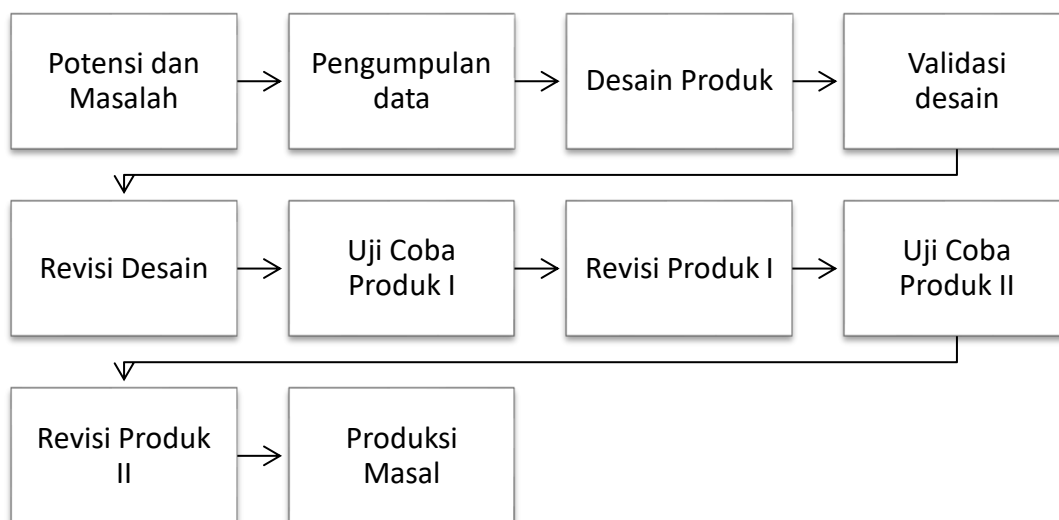 Potensi dan
Masalah
Pengumpulan
data
Desain Produk
Validasi
desain
Revisi Desain
Uji Coba
Produk I
Revisi Produk I
Uji Coba
Produk II
Revisi Produk
II
Produksi
Masal